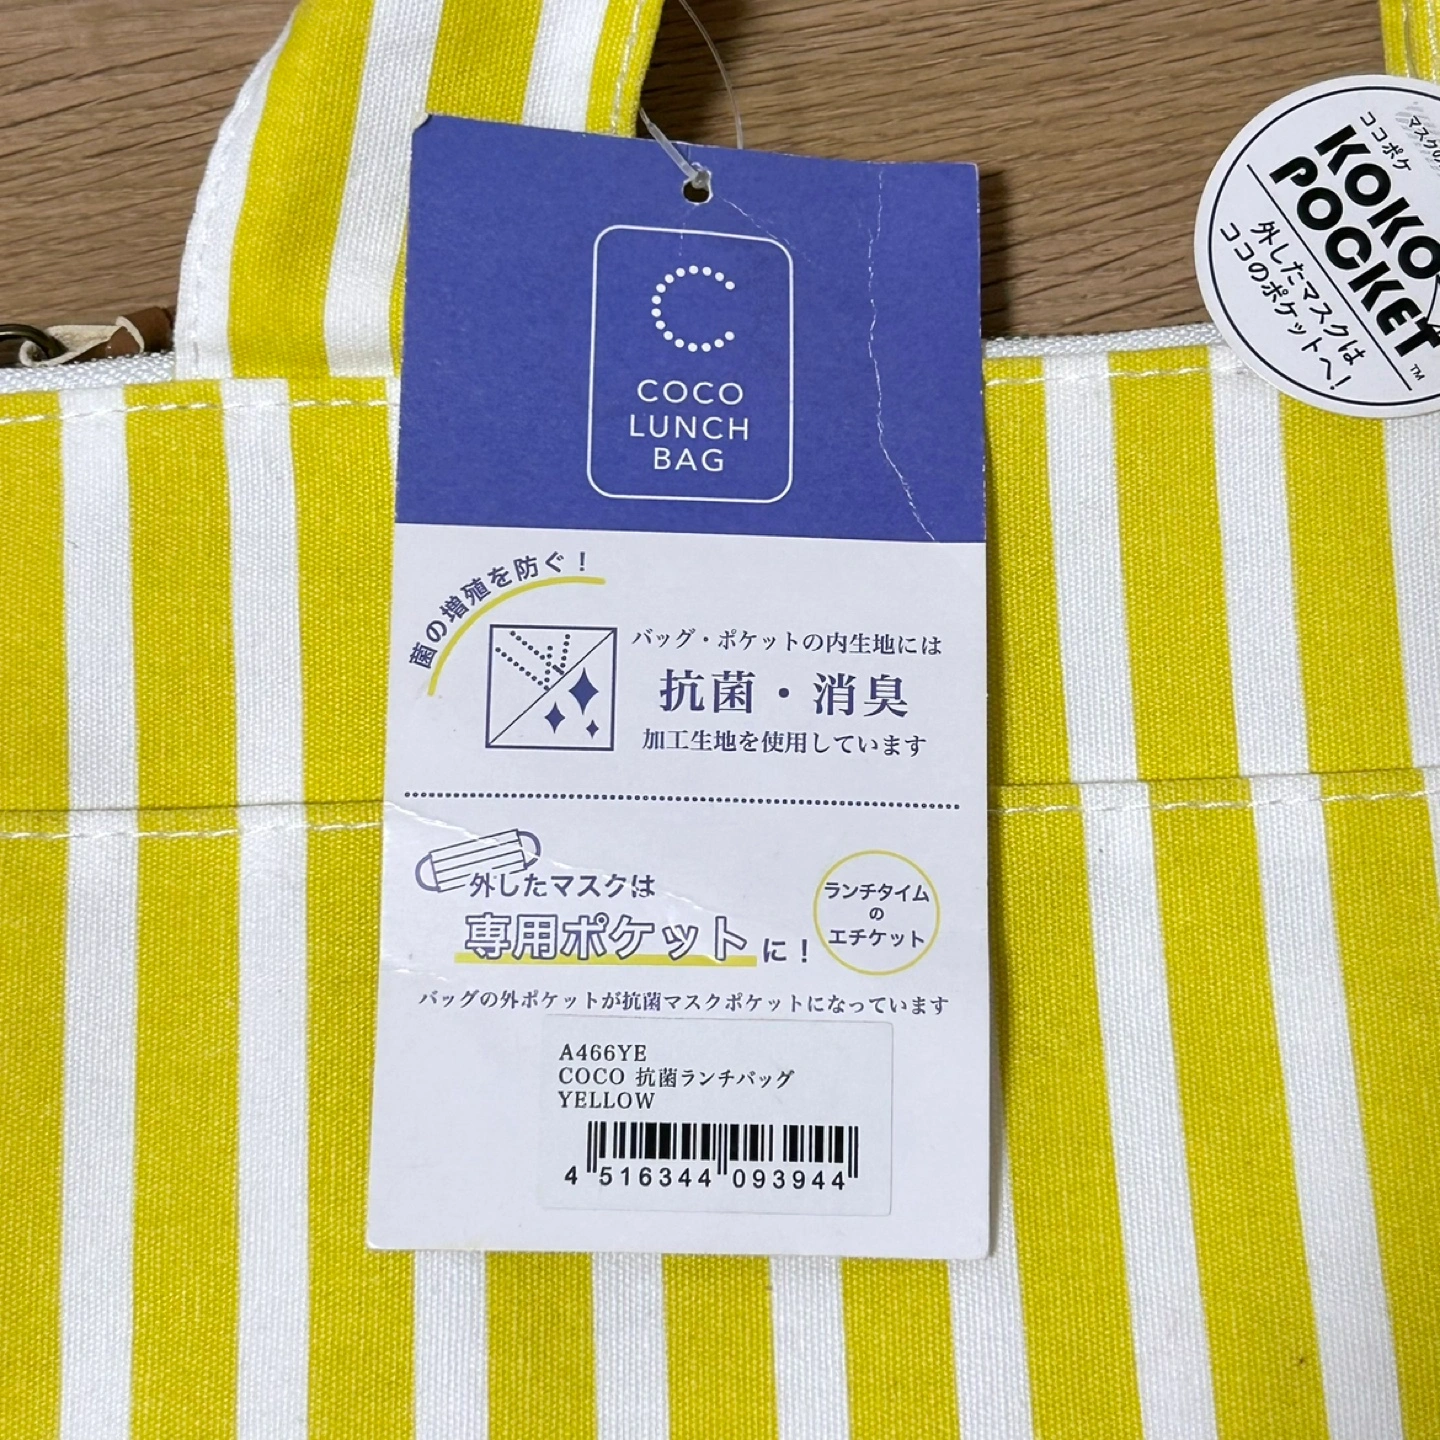 COCO
LUNCH
BAG
菌の増殖を防ぐ！
バッグ・ポケットの内生地には
抗菌・消臭
加工生地を使用しています
外したマスクは
専用ポケットに！
ランチタイム
の
エチケット
バッグの外ポケットが抗菌マスクポケットになっています
A466YE
COCO 抗菌ランチバッグ
YELLOW
4 516344 093944
ココポケ
POCKET™
外したマスクは
ココのポケットへ！